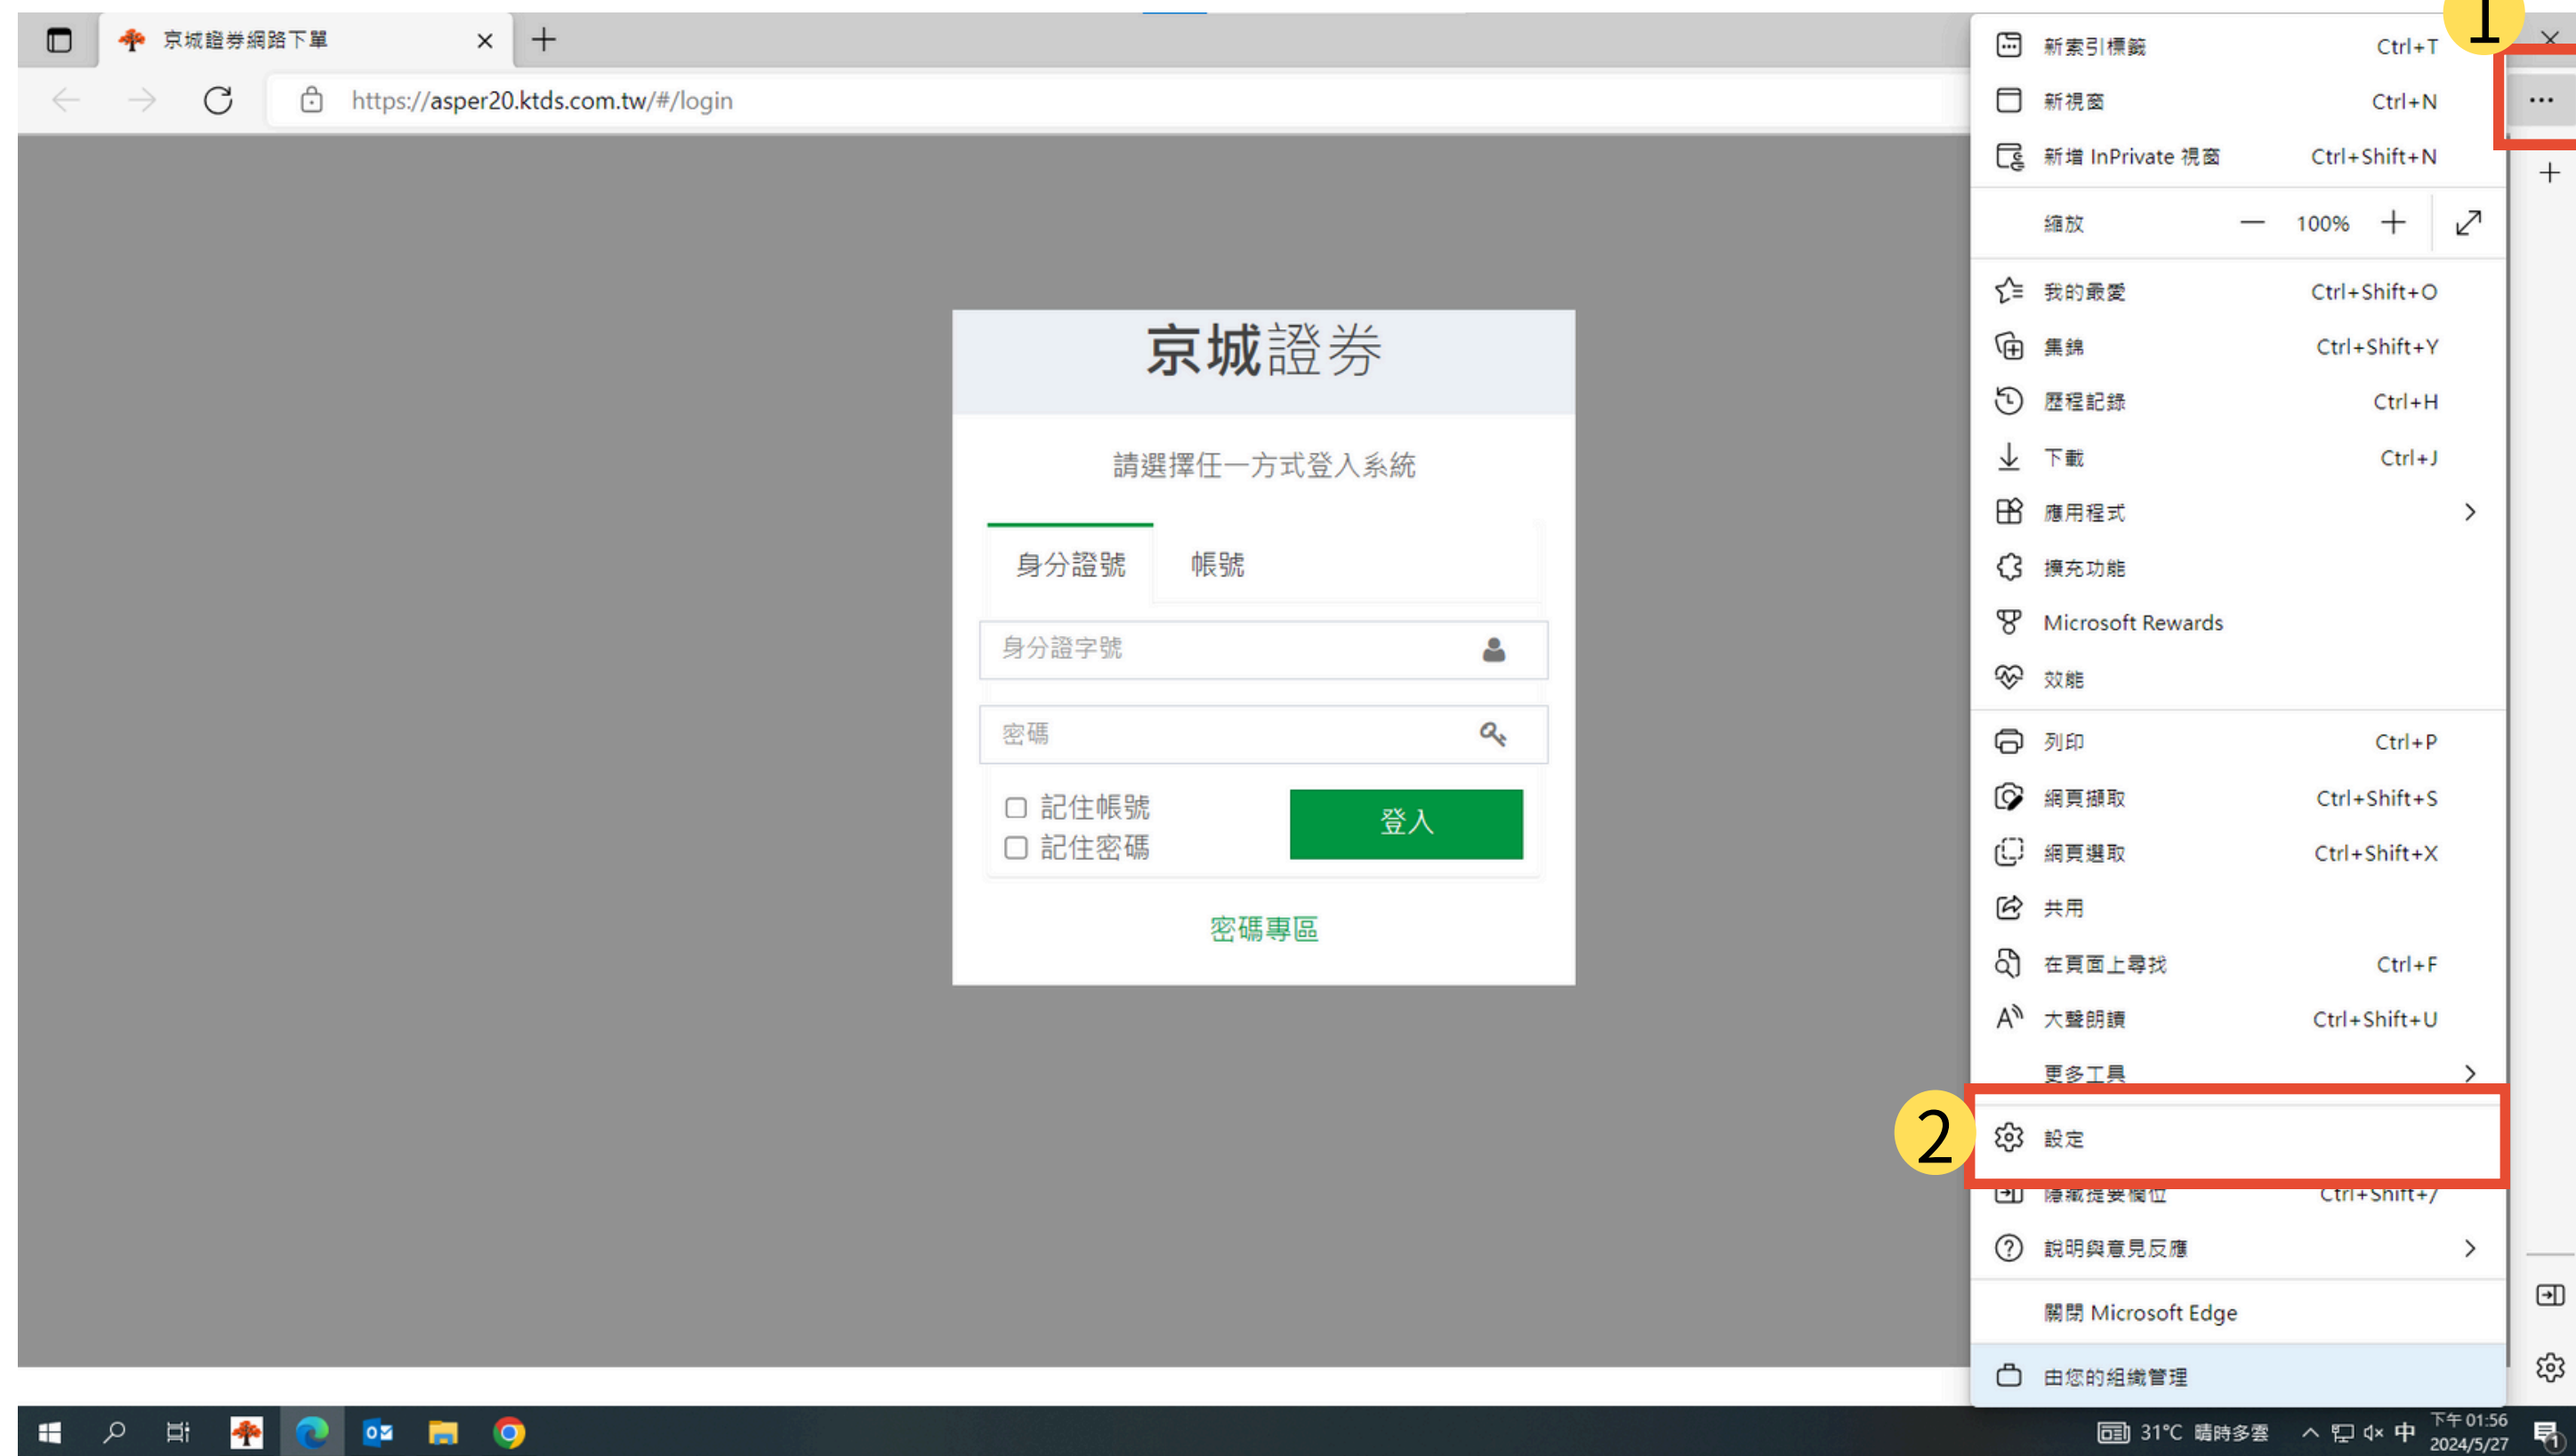 京城證券網路下單
https://asper20.ktds.com.tw/#/login
1
新索引標籤 Ctrl+T
新視窗 Ctrl+N
新增 InPrivate 視窗 Ctrl+Shift+N
縮放 100%
我的最愛 Ctrl+Shift+O
集錦 Ctrl+Shift+Y
歷程記錄 Ctrl+H
下載 Ctrl+J
應用程式
擴充功能
Microsoft Rewards
效能
列印 Ctrl+P
網頁擷取 Ctrl+Shift+S
網頁選取 Ctrl+Shift+X
共用
在頁面上尋找 Ctrl+F
大聲朗讀 Ctrl+Shift+U
更多工具
2
設定
隱藏提要欄位 Ctrl+Shift+/
說明與意見反應
關閉 Microsoft Edge
由您的組織管理
京城證券
請選擇任一方式登入系統
身分證號 帳號
身分證字號
密碼
記住帳號
記住密碼
登入
密碼專區
31°C 晴時多雲
中
下午 01:56
2024/5/27
1